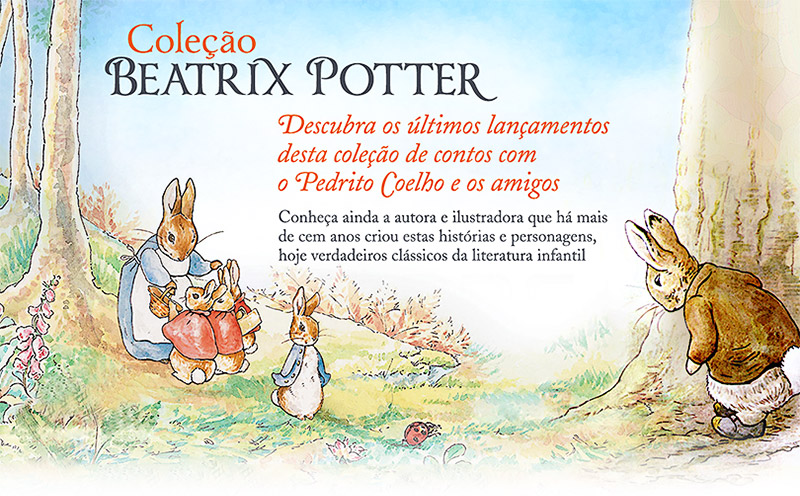 Coleção
BEATRIX POTTER
Descubra os últimos lançamentos
desta coleção de contos com
o Pedrito Coelho e os amigos
Conheça ainda a autora e ilustradora que há mais
de cem anos criou estas histórias e personagens,
hoje verdadeiros clássicos da literatura infantil